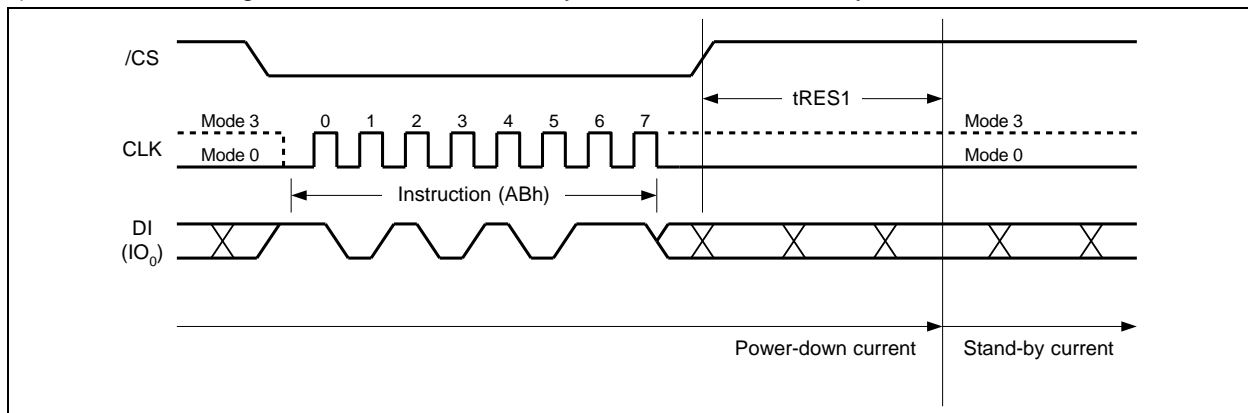 /CS
tRES1
Mode 3 0 1 2 3 4 5 6 7 Mode 3
CLK
Mode 0 Mode 0
Instruction (ABh)
DI
(IO0)
Power-down current Stand-by current